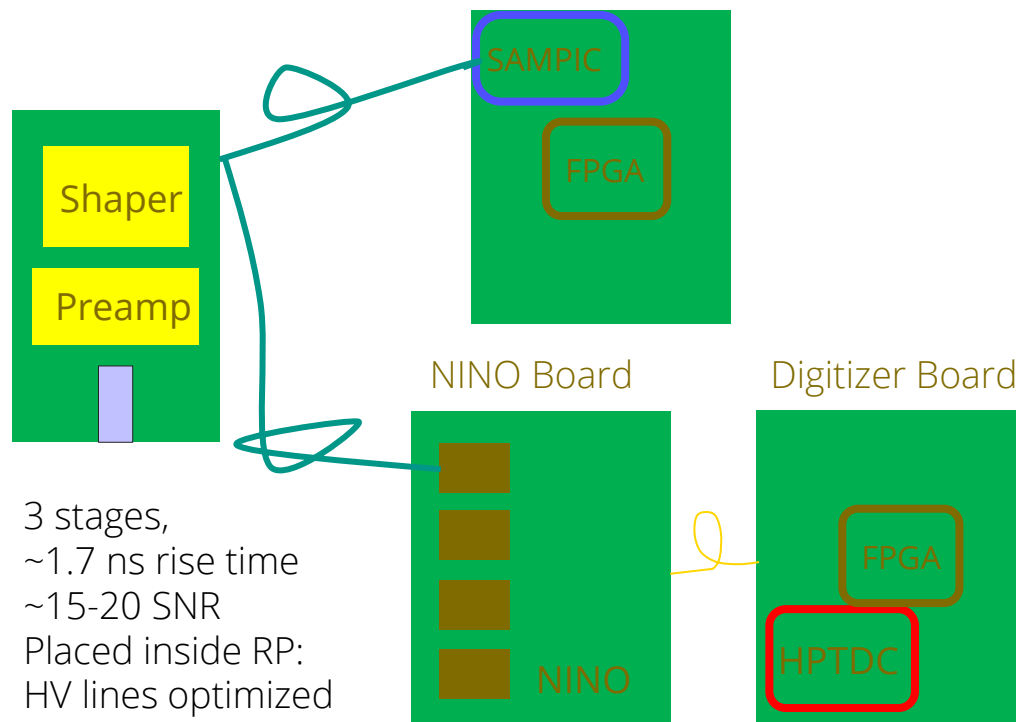 SAMPIC
FPGA
Shaper
Preamp
NINO Board
Digitizer Board
FPGA
HPTDC
NINO
3 stages,
~1.7 ns rise time
~15-20 SNR
Placed inside RP:
HV lines optimized